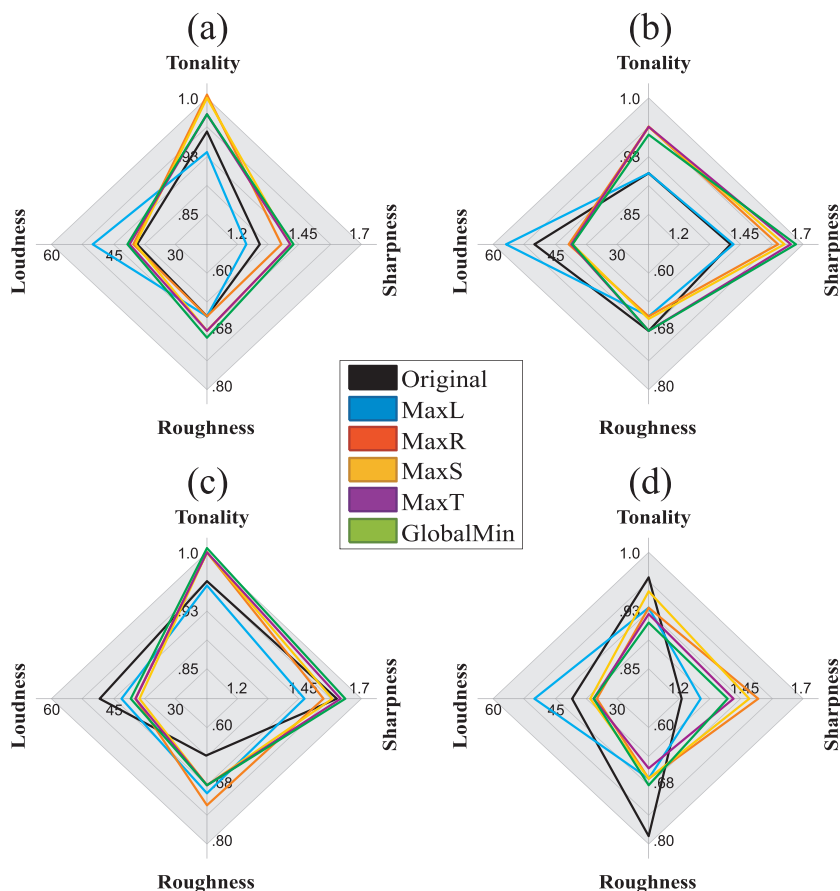 (a)
Tonality
1.0
.93
.85
Loudness
60
45
30
1.2
1.45
1.7
Sharpness
.60
.68
.80
Roughness
(b)
Tonality
1.0
.93
.85
Loudness
60
45
30
1.2
1.45
1.7
Sharpness
.60
.68
.80
Roughness
Original
MaxL
MaxR
MaxS
MaxT
GlobalMin
(c)
Tonality
1.0
.93
.85
Loudness
60
45
30
1.2
1.45
1.7
Sharpness
.60
.68
.80
Roughness
(d)
Tonality
1.0
.93
.85
Loudness
60
45
30
1.2
1.45
1.7
Sharpness
.60
.68
.80
Roughness